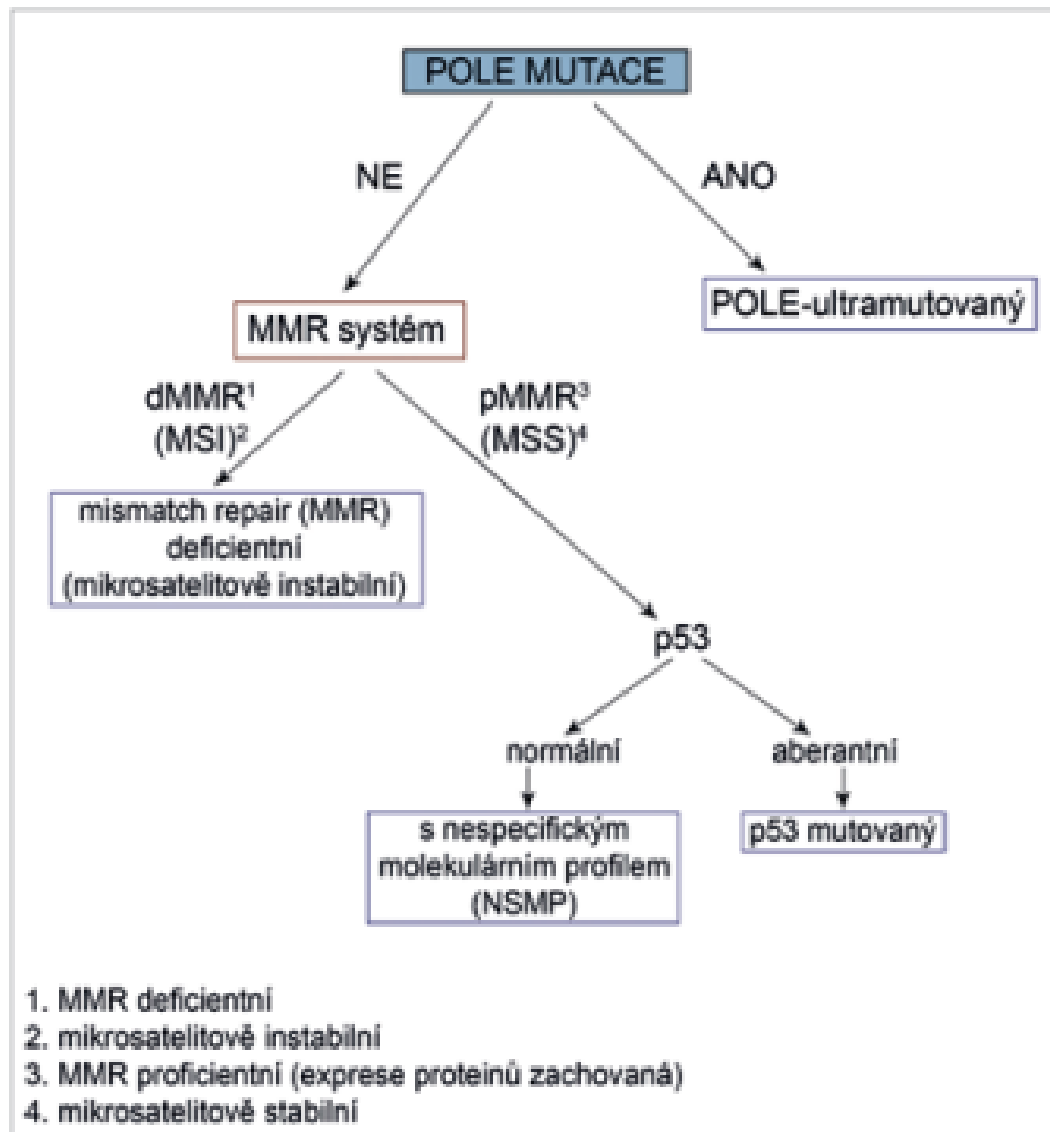 POLE MUTACE
NE
ANO
POLE-ultramutovaný
MMR systém
dMMR¹
(MSI)²
pMMR³
(MSS)⁴
mismatch repair (MMR)
deficientní
(mikrosatelitově instabilní)
p53
normální
aberantní
s nespecifickým
molekulárním profilem
(NSMP)
p53 mutovaný
1. MMR deficientní
2. mikrosatelitově instabilní
3. MMR proficientní (exprese proteinů zachovaná)
4. mikrosatelitově stabilní